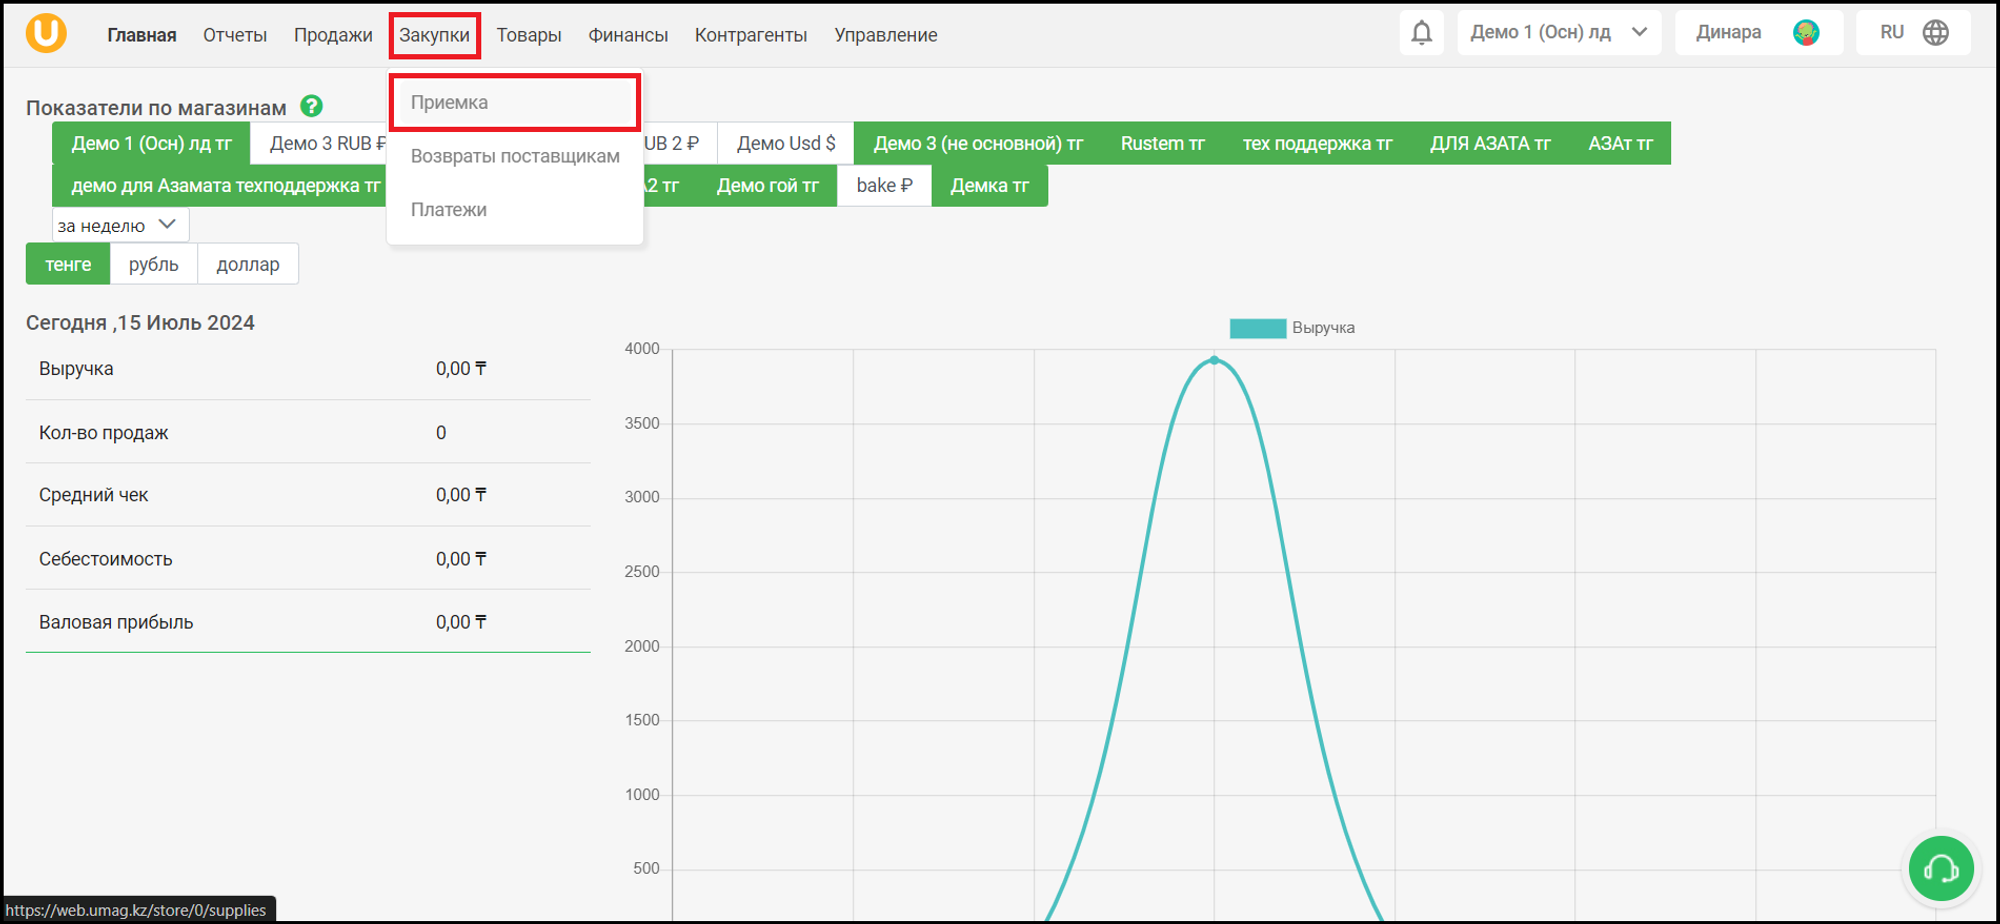 U Главная Отчеты Продажи Закупки Товары Финансы Контрагенты Управление Демо 1 (Осн) лд Динара RU
Приемка
Возвраты поставщикам
Платежи
Показатели по магазинам ?
Демо 1 (Осн) лд тг Демо 3 RUB ₽ UB 2 ₽ Демо Usd $ Демо 3 (не основной) тг Rustem тг тех поддержка тг ДЛЯ АЗАТА тг АЗАт тг
демо для Азамата техподдержка тг 2 тг Демо гой тг bake ₽ Демка тг
за неделю
тенге рубль доллар
Сегодня ,15 Июль 2024
Выручка 0,00 ₸
Кол-во продаж 0
Средний чек 0,00 ₸
Себестоимость 0,00 ₸
Валовая прибыль 0,00 ₸
Выручка
4000
3500
3000
2500
2000
1500
1000
500
https://web.umag.kz/store/0/supplies